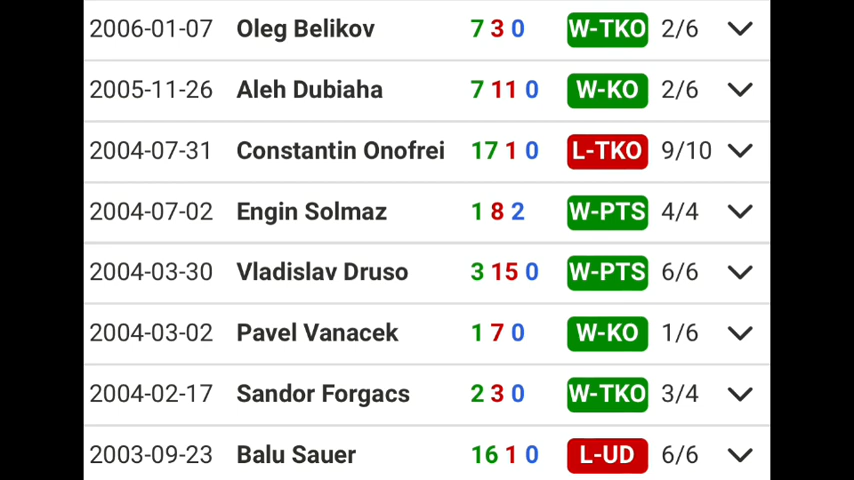 2006-01-07 Oleg Belikov 7 3 0 W-TKO 2/6
2005-11-26 Aleh Dubiaha 7 11 0 W-KO 2/6
2004-07-31 Constantin Onofrei 17 1 0 L-TKO 9/10
2004-07-02 Engin Solmaz 1 8 2 W-PTS 4/4
2004-03-30 Vladislav Druso 3 15 0 W-PTS 6/6
2004-03-02 Pavel Vanacek 1 7 0 W-KO 1/6
2004-02-17 Sandor Forgacs 2 3 0 W-TKO 3/4
2003-09-23 Balu Sauer 16 1 0 L-UD 6/6